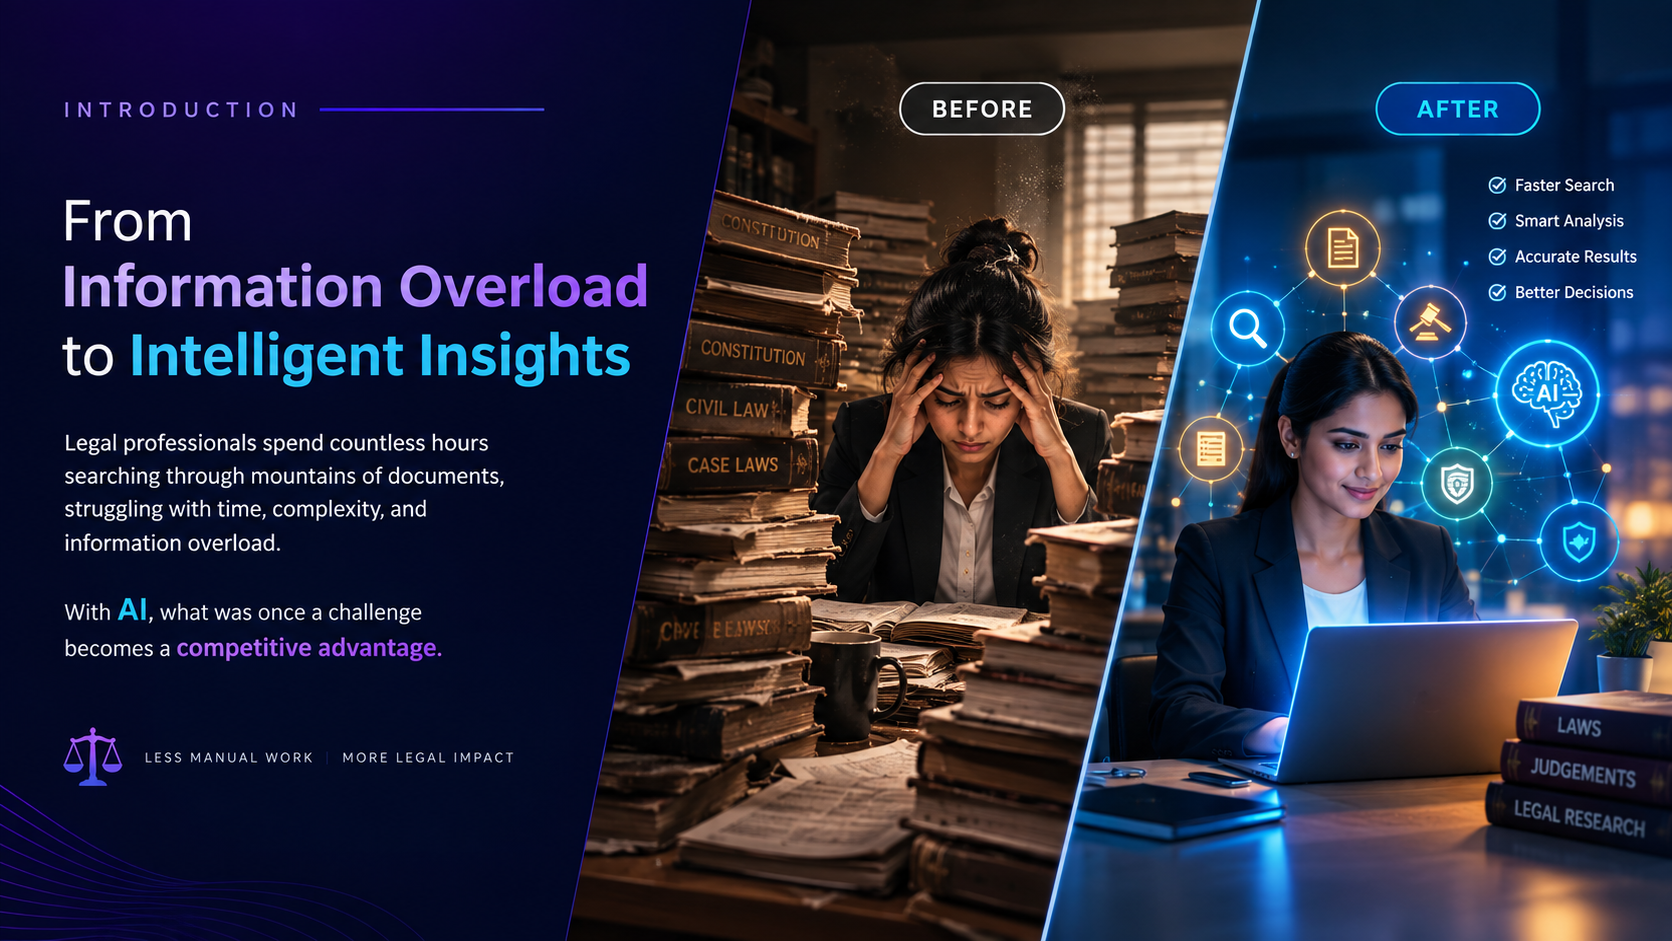 INTRODUCTION
From
Information Overload
to Intelligent Insights
Legal professionals spend countless hours
searching through mountains of documents,
struggling with time, complexity, and
information overload.
With AI, what was once a challenge
becomes a competitive advantage.
LESS MANUAL WORK | MORE LEGAL IMPACT
BEFORE
CONSTITUTION
CONSTITUTION
CIVIL LAW
CASE LAWS
AFTER
Faster Search
Smart Analysis
Accurate Results
Better Decisions
AI
LAWS
JUDGEMENTS
LEGAL RESEARCH